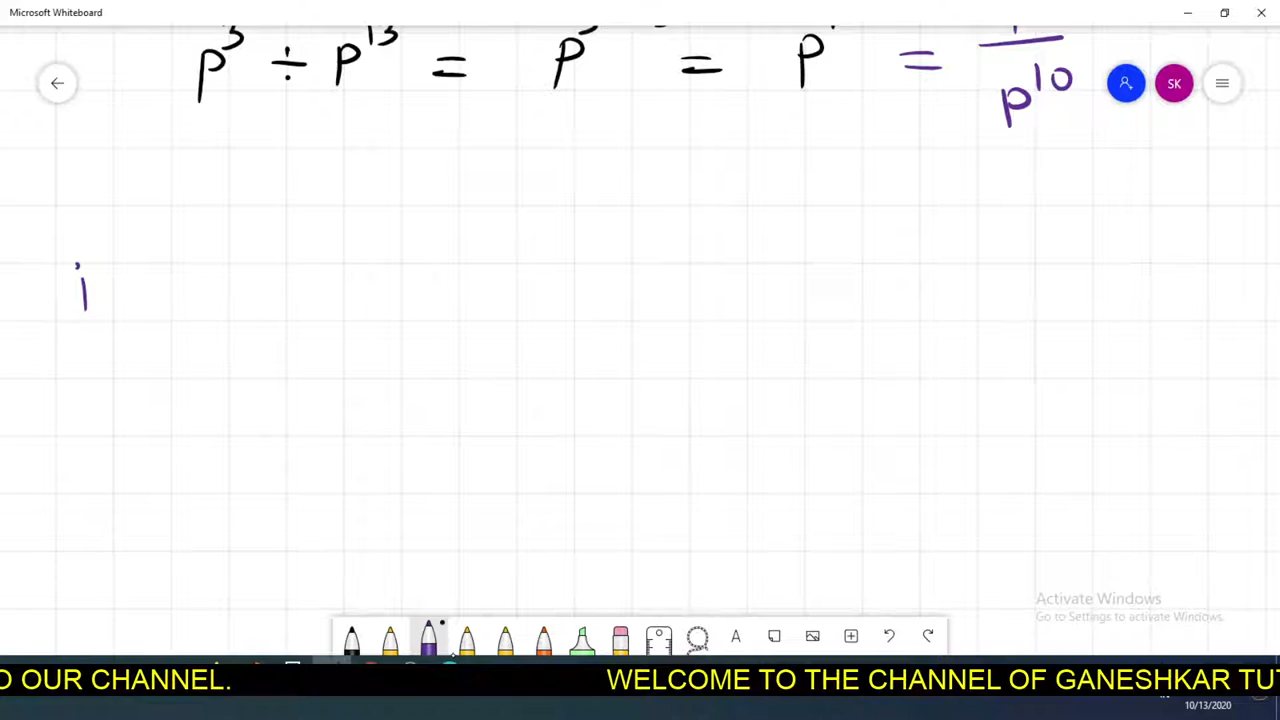 Microsoft Whiteboard
p³ ÷ p¹³ = p = p = 1/p¹⁰
SK
i
A
Activate Windows
Go to Settings to activate Windows.
O OUR CHANNEL. WELCOME TO THE CHANNEL OF GANESHKAR TUT
10/13/2020